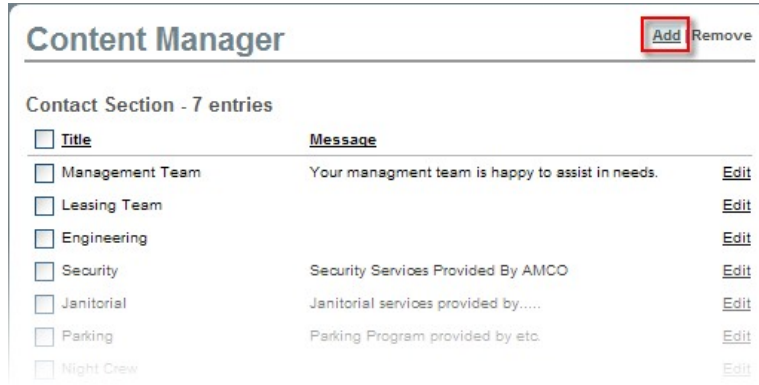 Content Manager
Add Remove
Contact Section - 7 entries
Title Message
Management Team Your managment team is happy to assist in needs. Edit
Leasing Team Edit
Engineering Edit
Security Security Services Provided By AMCO Edit
Janitorial Janitorial services provided by..... Edit
Parking Parking Program provided by etc. Edit
Night Crew Edit